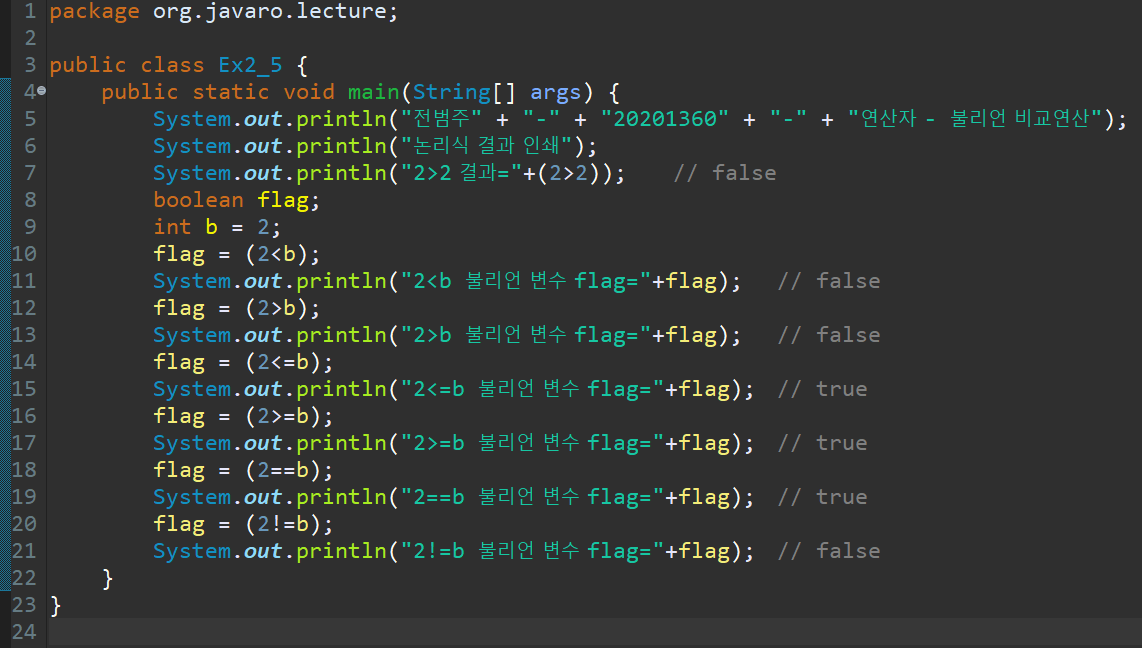 1 package org.javaro.lecture;
2
3 public class Ex2_5 {
4 public static void main(String[] args) {
5 System.out.println("전범주" + "-" + "20201360" + "-" + "연산자 - 불리언 비교연산");
6 System.out.println("논리식 결과 인쇄");
7 System.out.println("2>2 결과="+(2>2)); // false
8 boolean flag;
9 int b = 2;
10 flag = (2<b);
11 System.out.println("2<b 불리언 변수 flag="+flag); // false
12 flag = (2>b);
13 System.out.println("2>b 불리언 변수 flag="+flag); // false
14 flag = (2<=b);
15 System.out.println("2<=b 불리언 변수 flag="+flag); // true
16 flag = (2>=b);
17 System.out.println("2>=b 불리언 변수 flag="+flag); // true
18 flag = (2==b);
19 System.out.println("2==b 불리언 변수 flag="+flag); // true
20 flag = (2!=b);
21 System.out.println("2!=b 불리언 변수 flag="+flag); // false
22 }
23 }
24